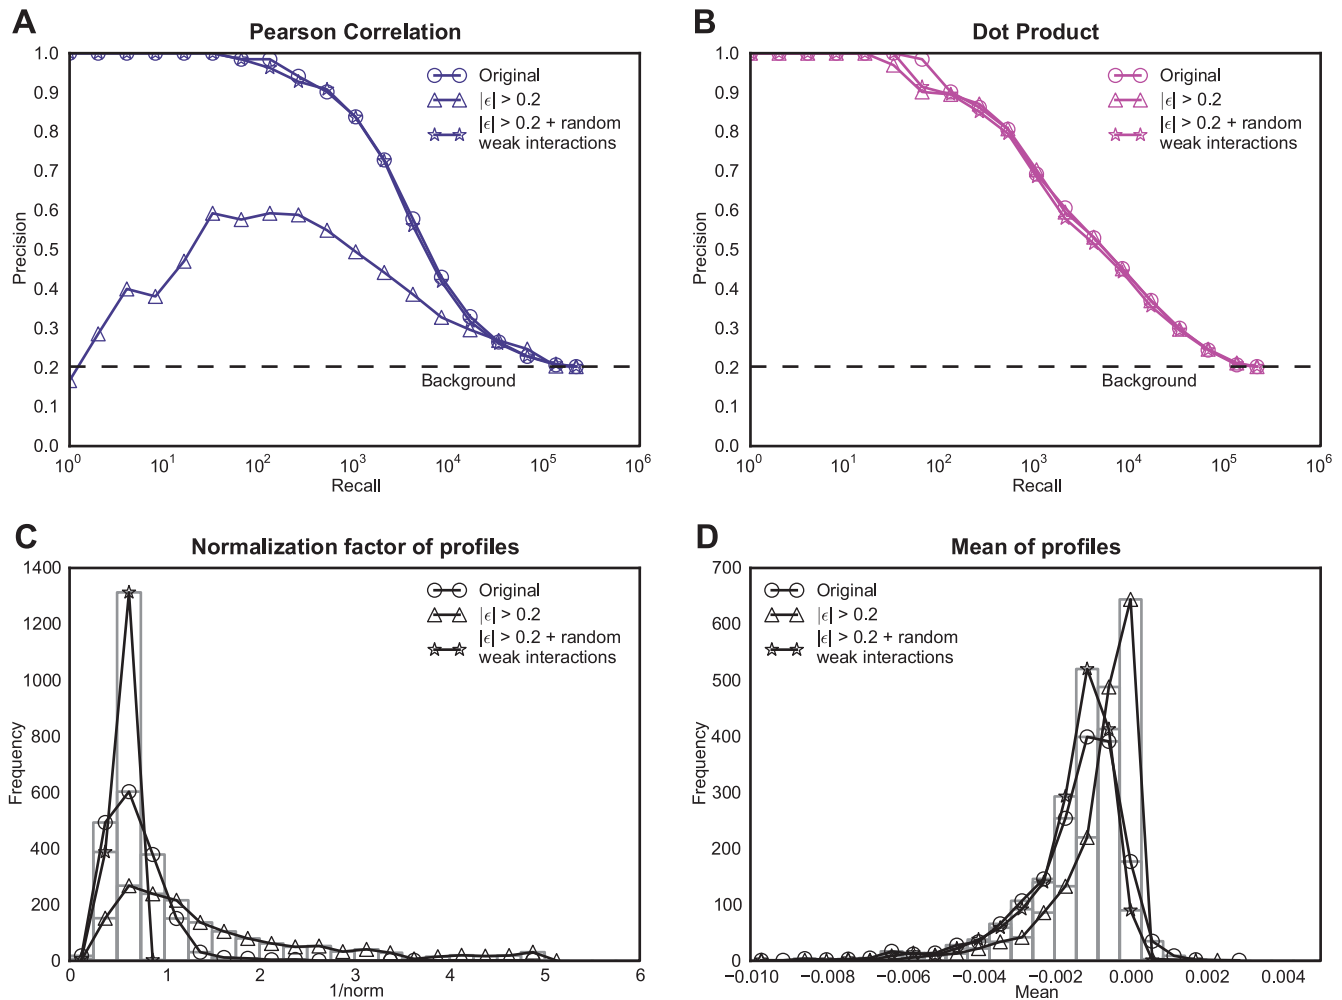 A
Pearson Correlation
1.0
0.9
0.8
0.7
0.6
0.5
0.4
0.3
0.2
0.1
0.0
Precision
Original
|ϵ| > 0.2
|ϵ| > 0.2 + random
weak interactions
Background
10^0 10^1 10^2 10^3 10^4 10^5 10^6
Recall
B
Dot Product
1.0
0.9
0.8
0.7
0.6
0.5
0.4
0.3
0.2
0.1
0.0
Precision
Original
|ϵ| > 0.2
|ϵ| > 0.2 + random
weak interactions
Background
10^0 10^1 10^2 10^3 10^4 10^5 10^6
Recall
C
Normalization factor of profiles
1400
1200
1000
800
600
400
200
0
Frequency
Original
|ϵ| > 0.2
|ϵ| > 0.2 + random
weak interactions
0 1 2 3 4 5 6
1/norm
D
Mean of profiles
700
600
500
400
300
200
100
0
Frequency
Original
|ϵ| > 0.2
|ϵ| > 0.2 + random
weak interactions
−0.010 −0.008 −0.006 −0.004 −0.002 0.000 0.002 0.004
Mean